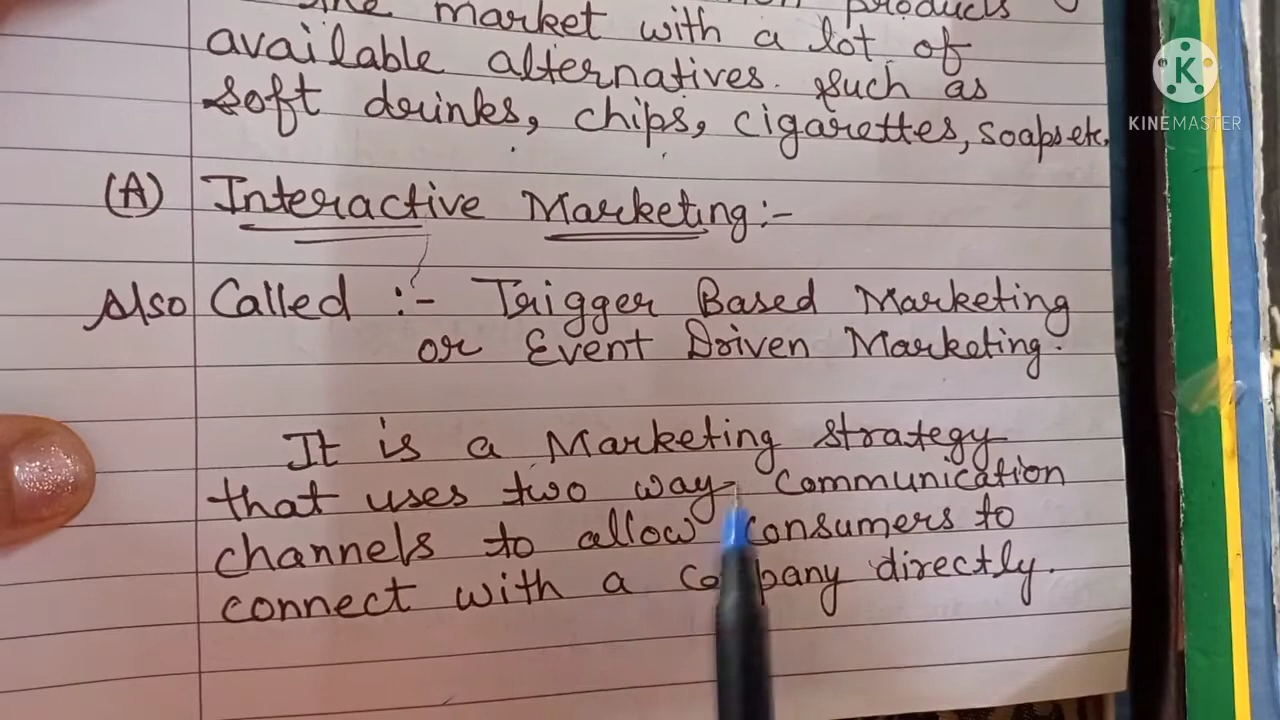 the market with a lot of products
available alternatives. such as
soft drinks, chips, cigarettes, soaps etc.
(A) Interactive Marketing:-
Also Called :- Trigger Based Marketing
or Event Driven Marketing.
It is a Marketing strategy
that uses two way communication
channels to allow consumers to
connect with a company directly.
K
KINEMASTER